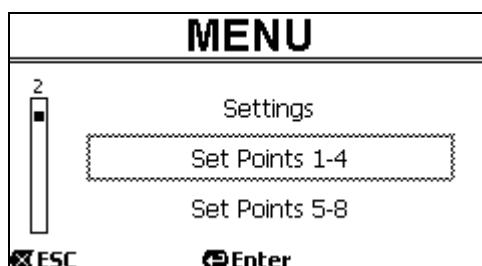 MENU
2
Settings
Set Points 1-4
Set Points 5-8
ESC Enter